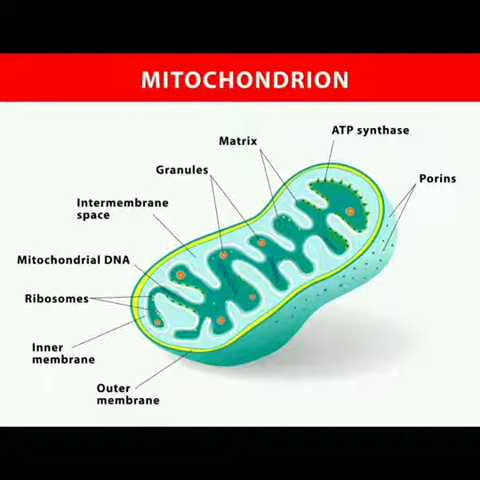 MITOCHONDRION
ATP synthase
Matrix
Granules
Porins
Intermembrane
space
Mitochondrial DNA
Ribosomes
Inner
membrane
Outer
membrane